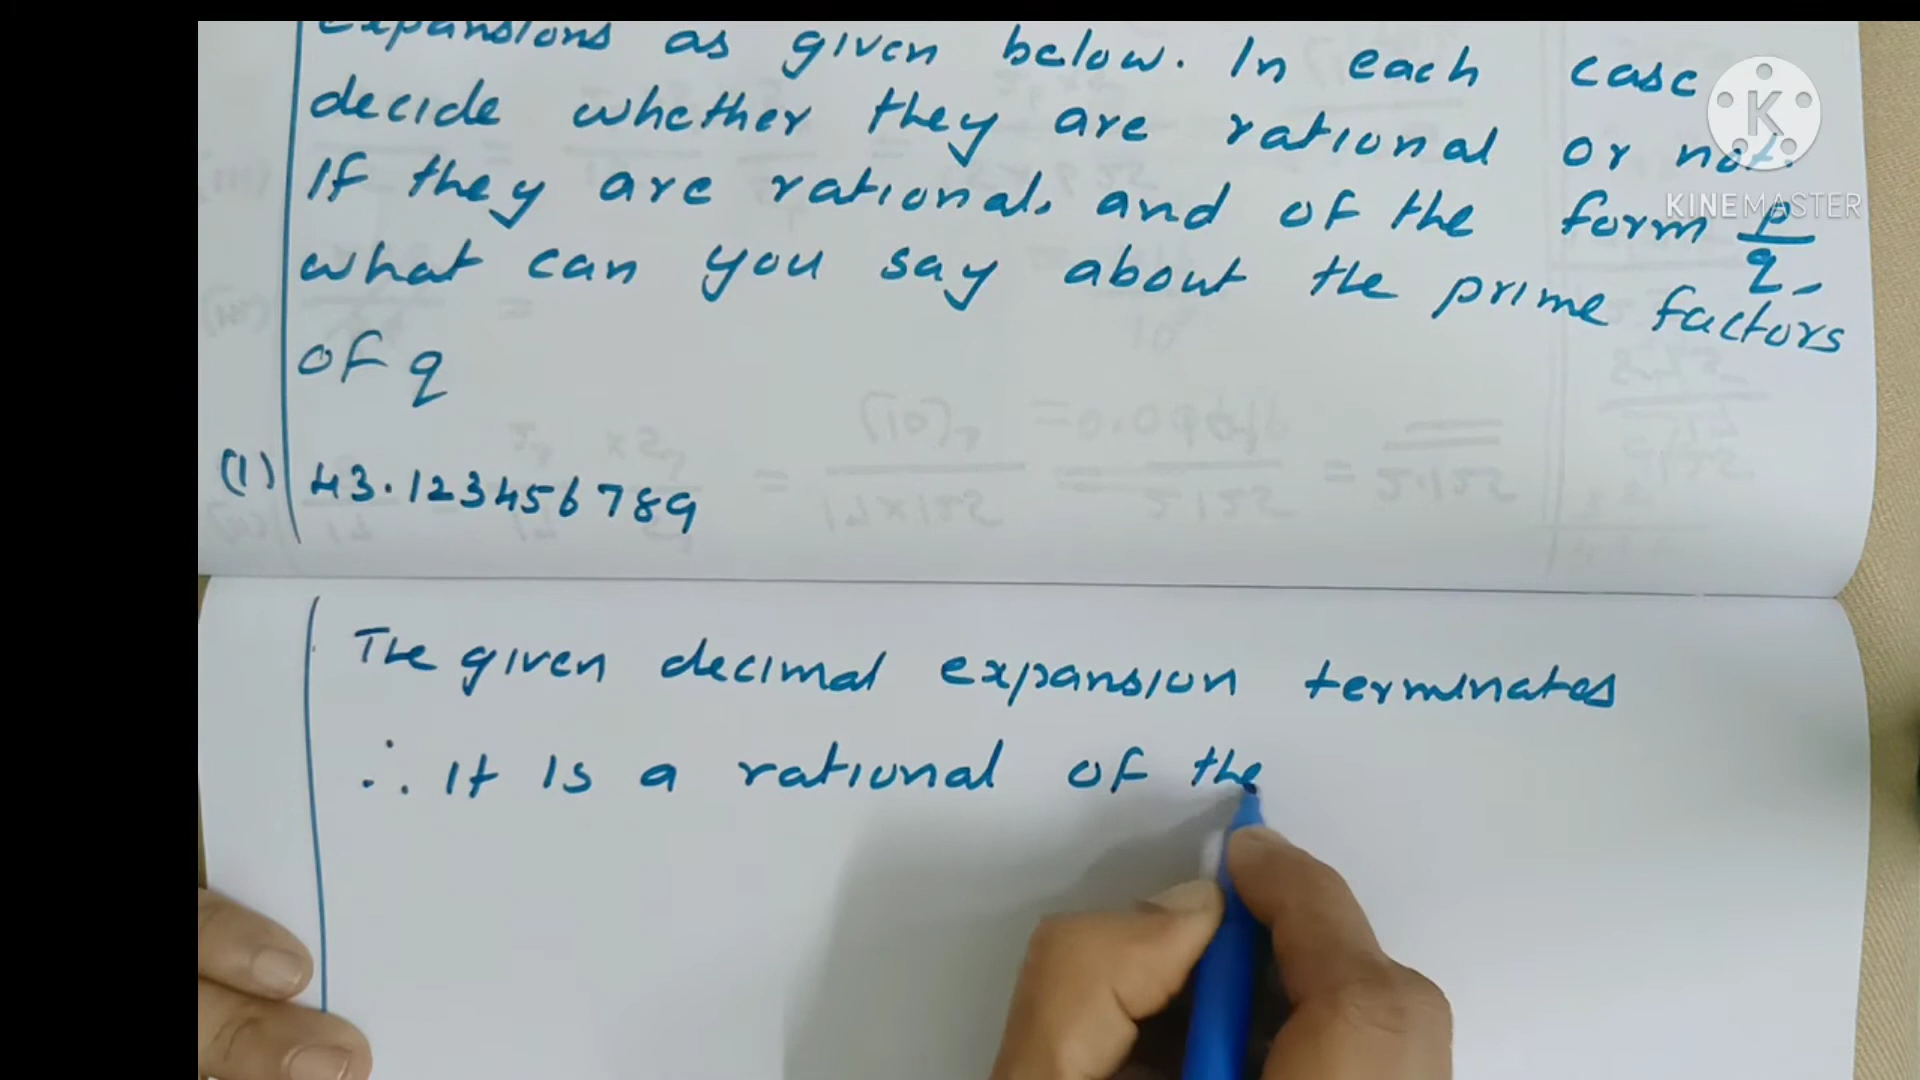 expansions as given below. In each case
decide whether they are rational or not.
If they are rational, and of the form p/q,
what can you say about the prime factors
of q
(1) 43.123456789
The given decimal expansion terminates
∴ It is a rational of the
K
KINEMASTER